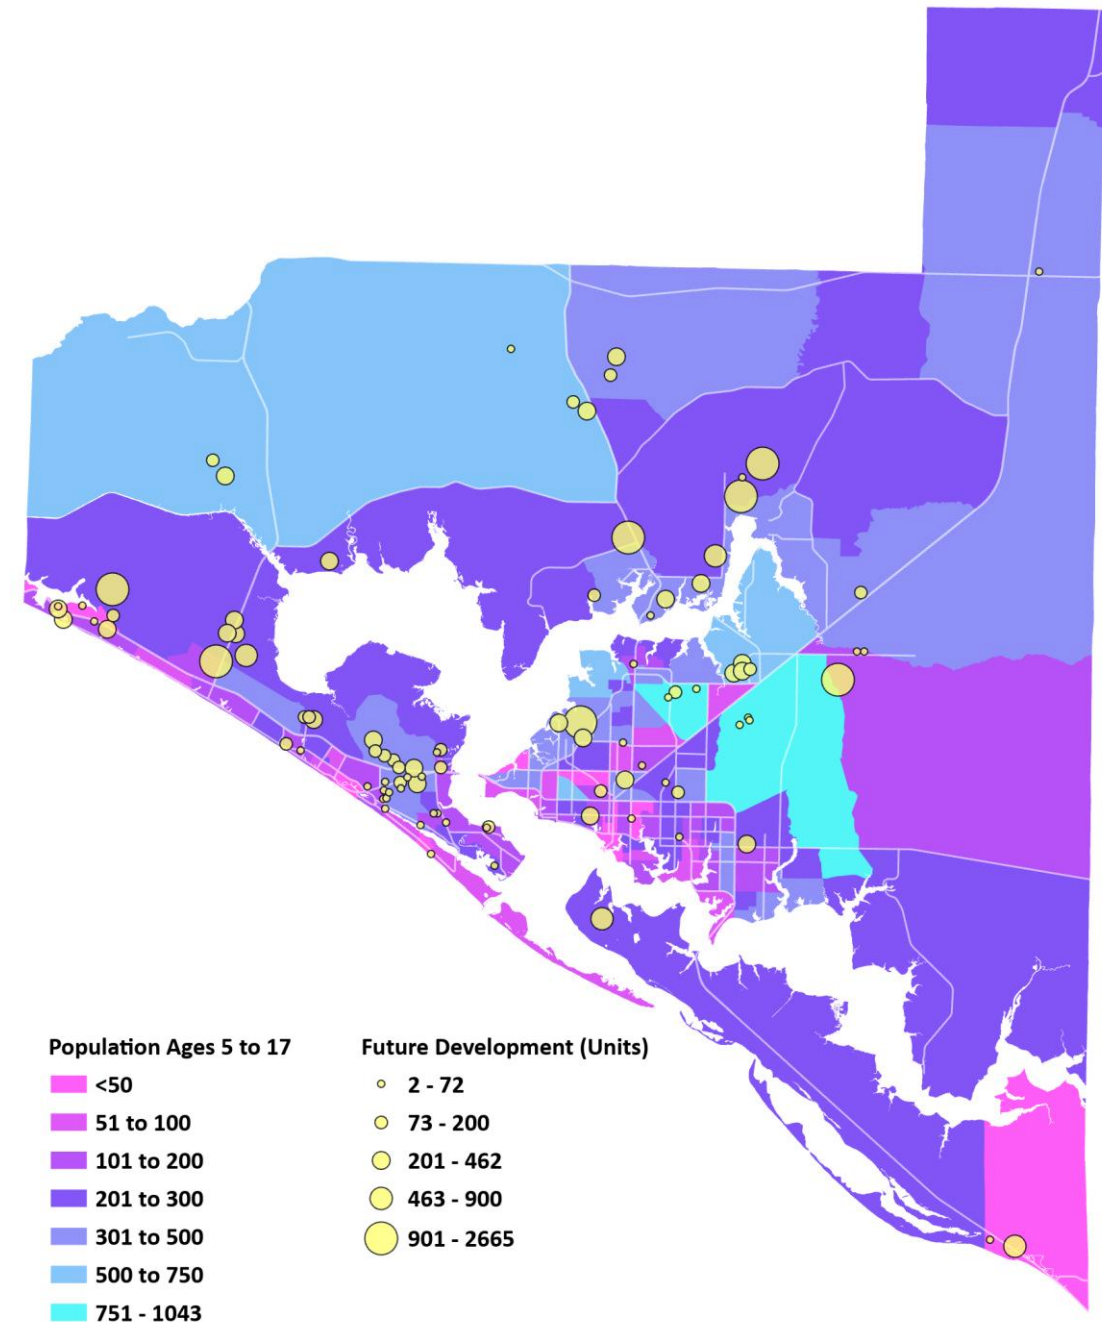 Population Ages 5 to 17
<50
51 to 100
101 to 200
201 to 300
301 to 500
500 to 750
751 - 1043
Future Development (Units)
2 - 72
73 - 200
201 - 462
463 - 900
901 - 2665